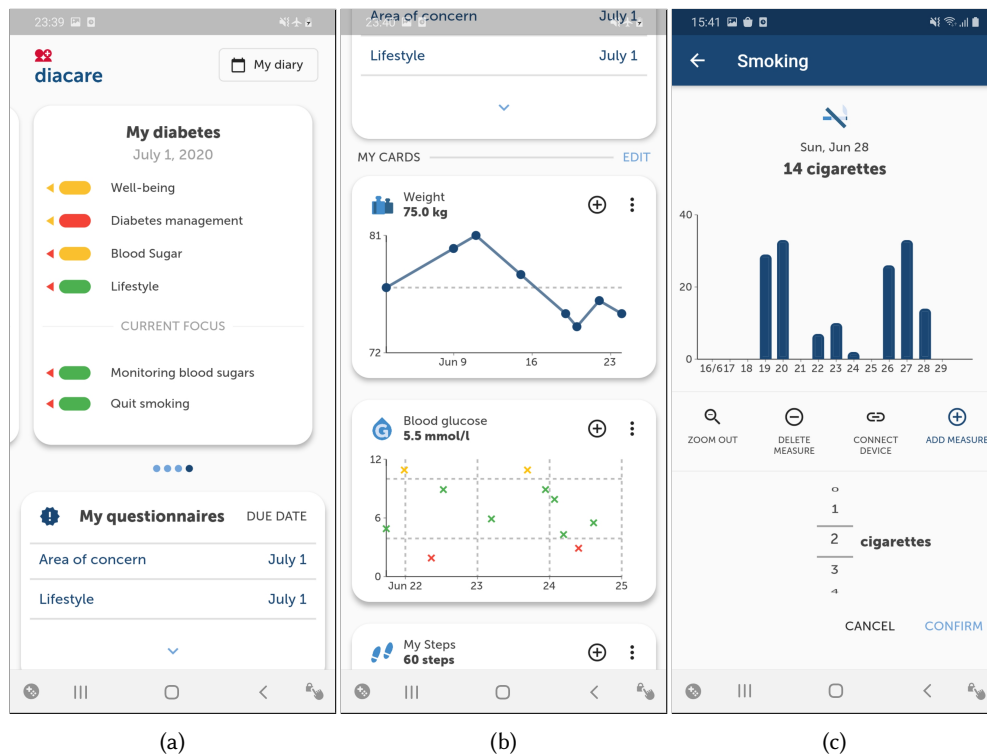 23:39
diacare
My diary
My diabetes
July 1, 2020
Well-being
Diabetes management
Blood Sugar
Lifestyle
CURRENT FOCUS
Monitoring blood sugars
Quit smoking
My questionnaires DUE DATE
Area of concern July 1
Lifestyle July 1
(a)
23:40
Area of concern July 1
Lifestyle July 1
MY CARDS EDIT
Weight
75.0 kg
81
72
Jun 9 16 23
G
Blood glucose
5.5 mmol/l
12
6
0
Jun 22 23 24 25
My Steps
60 steps
(b)
15:41
Smoking
Sun, Jun 28
14 cigarettes
40
20
0
16/617 18 19 20 21 22 23 24 25 26 27 28 29
ZOOM OUT
DELETE
MEASURE
CONNECT
DEVICE
ADD MEASURE
0
1
2 cigarettes
3
4
CANCEL CONFIRM
(c)